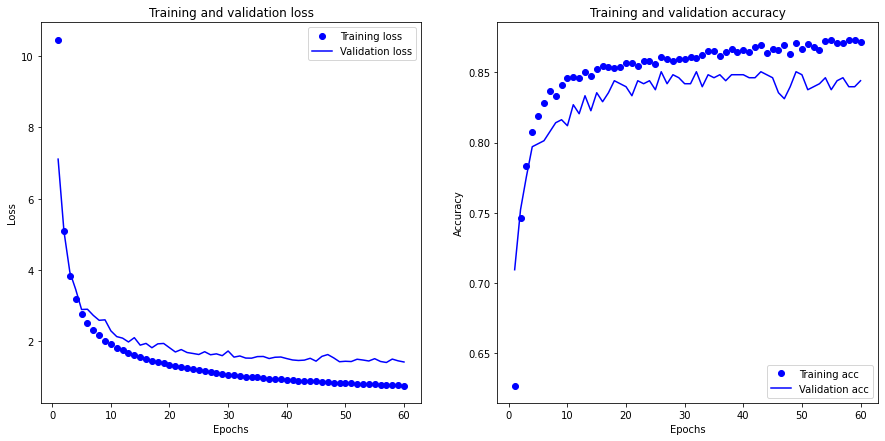 Training and validation loss
Training loss
Validation loss
10
8
6
4
2
Loss
0 10 20 30 40 50 60
Epochs
Training and validation accuracy
0.85
0.80
0.75
0.70
0.65
Accuracy
Training acc
Validation acc
0 10 20 30 40 50 60
Epochs